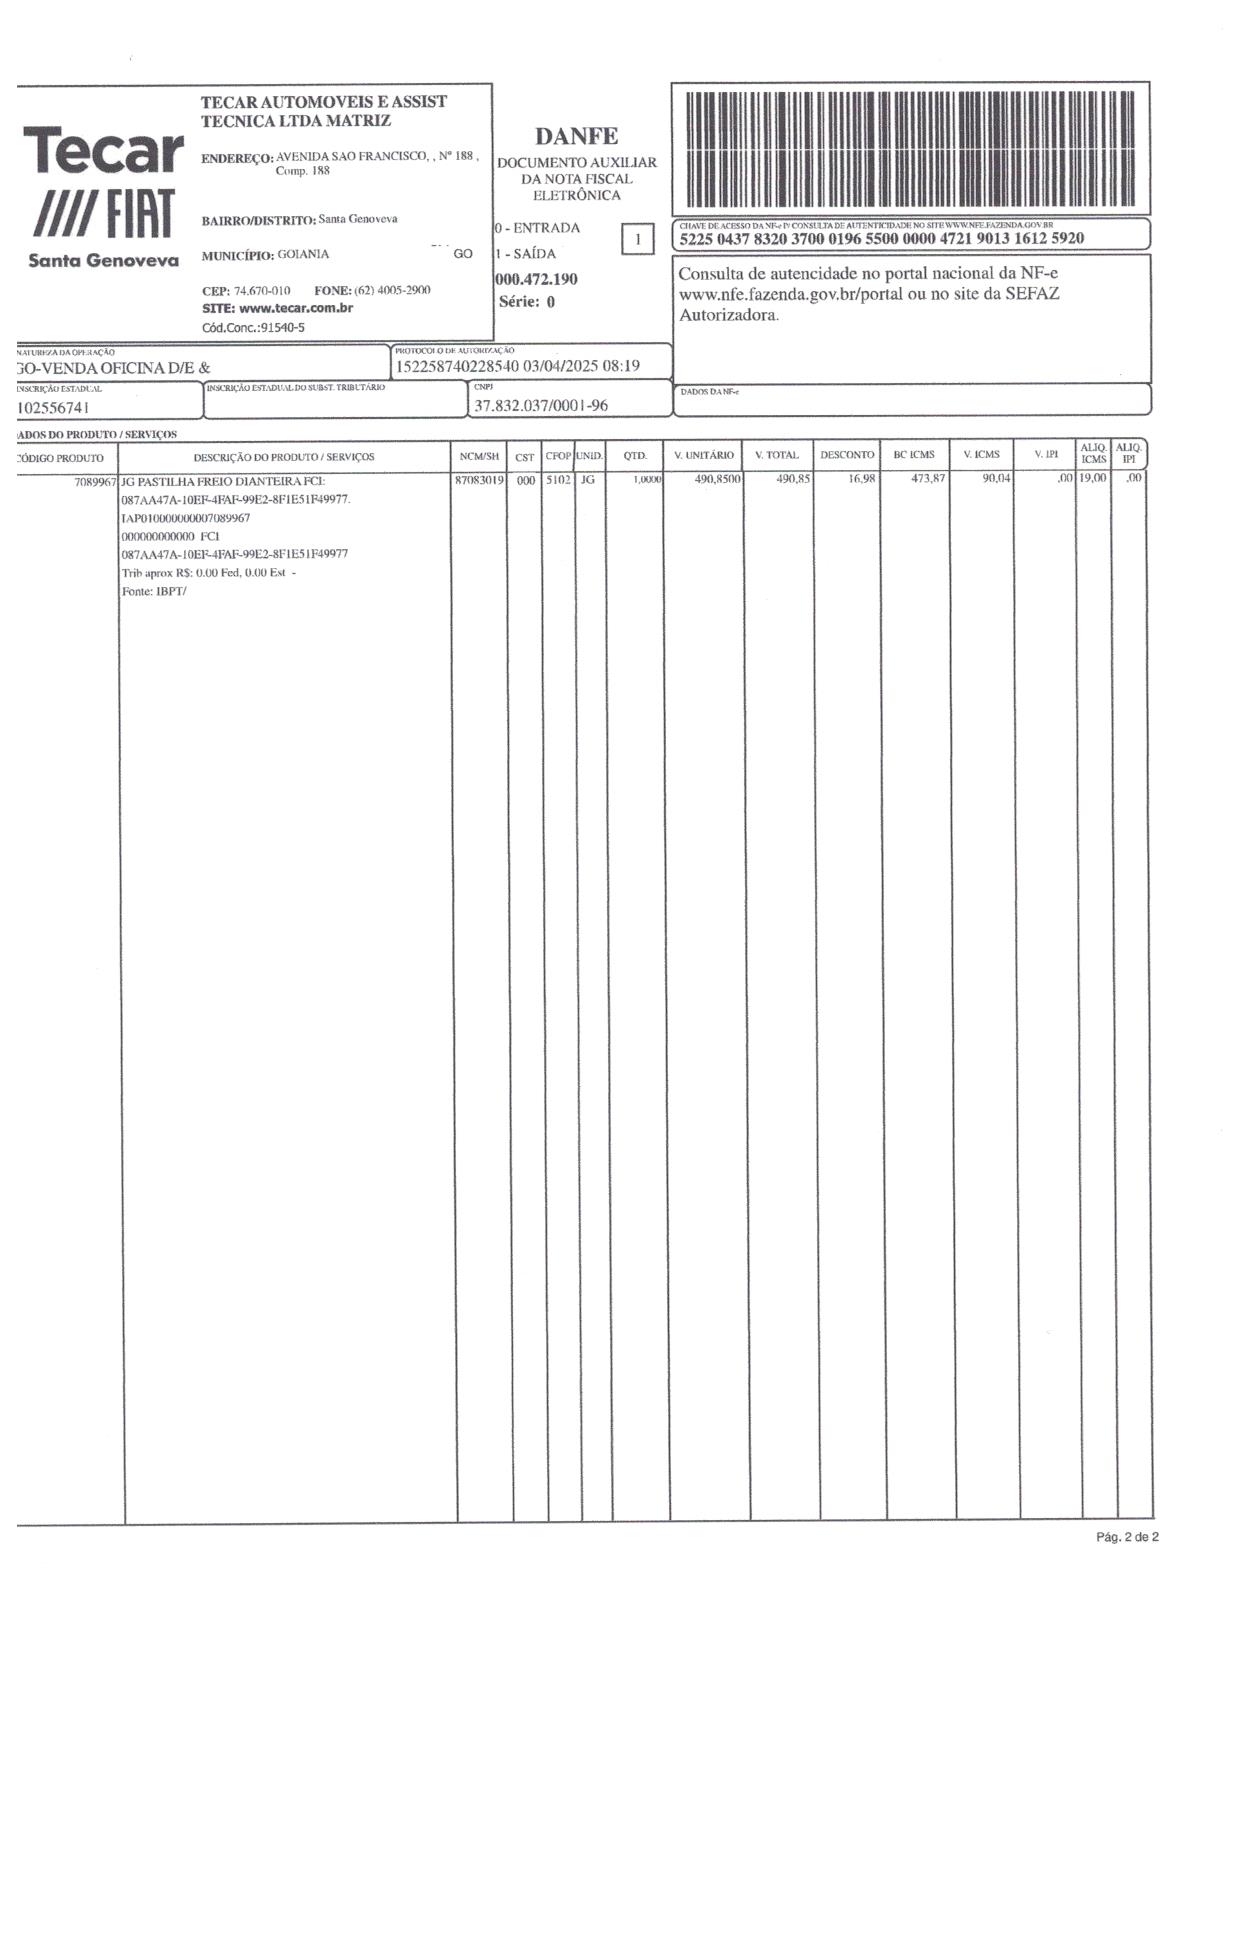 Tecar
FIAT
Santa Genoveva
TECAR AUTOMOVEIS E ASSIST
TECNICA LTDA MATRIZ
ENDEREÇO: AVENIDA SAO FRANCISCO, , Nº 188 ,
Comp. 188
BAIRRO/DISTRITO: Santa Genoveva
MUNICÍPIO: GOIANIA GO
CEP: 74.670-010 FONE: (62) 4005-2900
SITE: www.tecar.com.br
Cód.Conc.:91540-5
DANFE
DOCUMENTO AUXILIAR
DA NOTA FISCAL
ELETRÔNICA
0 - ENTRADA
1 - SAÍDA
1
000.472.190
Série: 0
CHAVE DE ACESSO DA NF-e P/ CONSULTA DE AUTENTICIDADE NO SITE WWW.NFE.FAZENDA.GOV.BR
5225 0437 8320 3700 0196 5500 0000 4721 9013 1612 5920
Consulta de autencidade no portal nacional da NF-e
www.nfe.fazenda.gov.br/portal ou no site da SEFAZ
Autorizadora.
NATUREZA DA OPERAÇÃO
GO-VENDA OFICINA D/E &
PROTOCOLO DE AUTORIZAÇÃO
152258740228540 03/04/2025 08:19
INSCRIÇÃO ESTADUAL
102556741
INSCRIÇÃO ESTADUAL DO SUBST. TRIBUTÁRIO
CNPJ
37.832.037/0001-96
DADOS DA NF-e
ADOS DO PRODUTO / SERVIÇOS
CÓDIGO PRODUTO DESCRIÇÃO DO PRODUTO / SERVIÇOS NCM/SH CST CFOP UNID. QTD. V. UNITÁRIO V. TOTAL DESCONTO BC ICMS V. ICMS V. IPI ALIQ. ICMS ALIQ. IPI
7089967 JG PASTILHA FREIO DIANTEIRA FCI: 87083019 000 5102 JG 1,0000 490,8500 490,85 16,98 473,87 90,04 ,00 19,00 ,00
087AA47A-10EF-4FAF-99E2-8F1E51F49977.
IAP010000000007089967
000000000000 FCI
087AA47A-10EF-4FAF-99E2-8F1E51F49977
Trib aprox R$: 0.00 Fed, 0.00 Est -
Fonte: IBPT/
Pág. 2 de 2